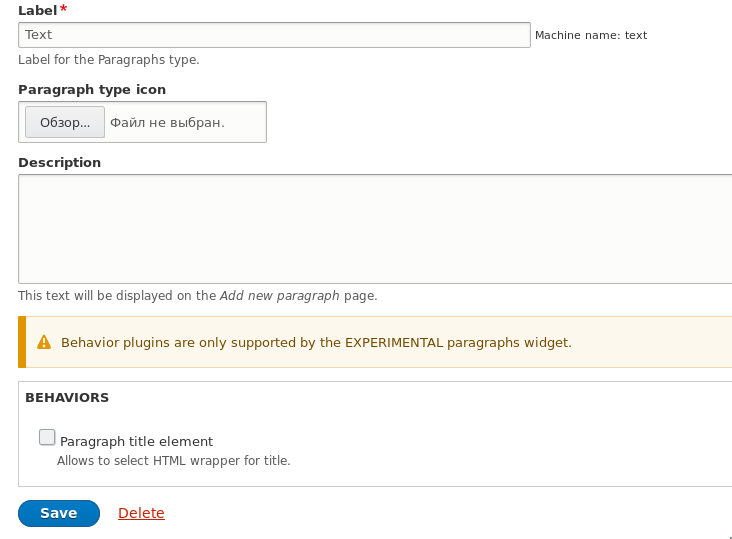 Label*
Text
Machine name: text
Label for the Paragraphs type.
Paragraph type icon
Обзор... Файл не выбран.
Description
This text will be displayed on the Add new paragraph page.
Behavior plugins are only supported by the EXPERIMENTAL paragraphs widget.
BEHAVIORS
Paragraph title element
Allows to select HTML wrapper for title.
Save Delete